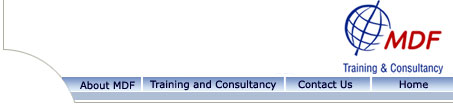 MDF
Training & Consultancy
About MDF Training and Consultancy Contact Us Home